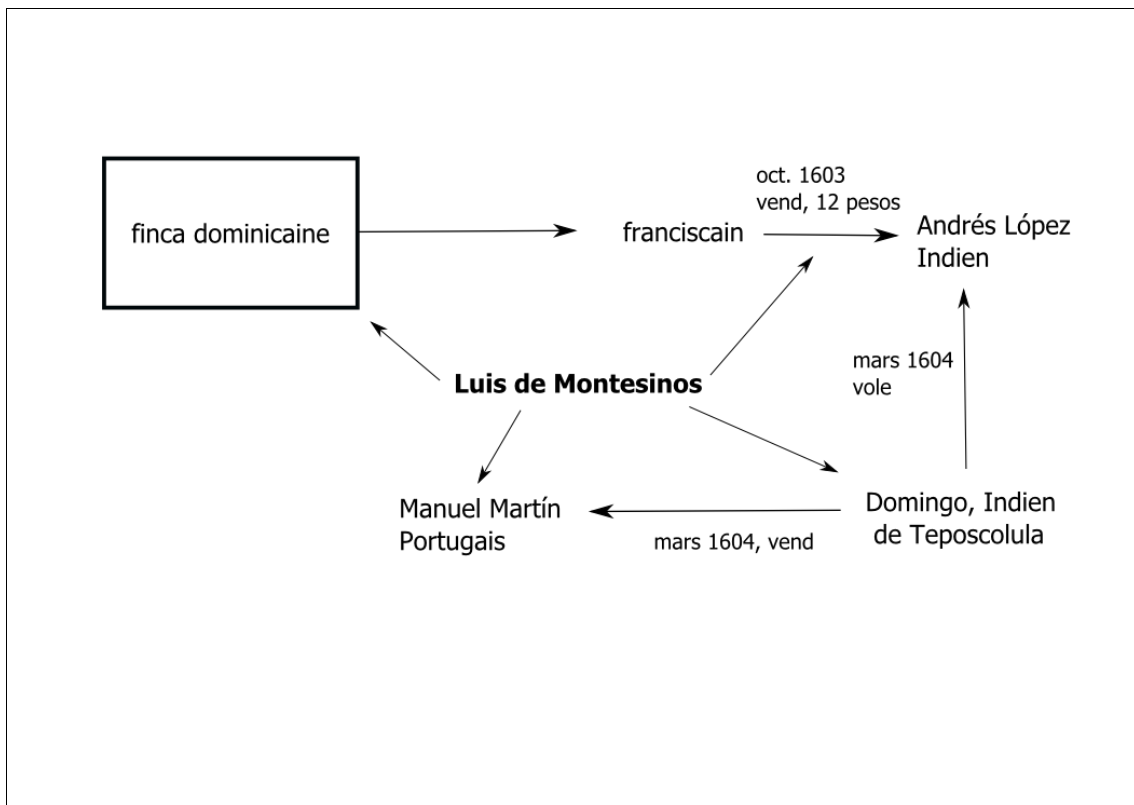 oct. 1603
vend, 12 pesos
finca dominicaine
franciscain
Andrés López
Indien
mars 1604
vole
Luis de Montesinos
Manuel Martín
Portugais
mars 1604, vend
Domingo, Indien
de Teposcolula